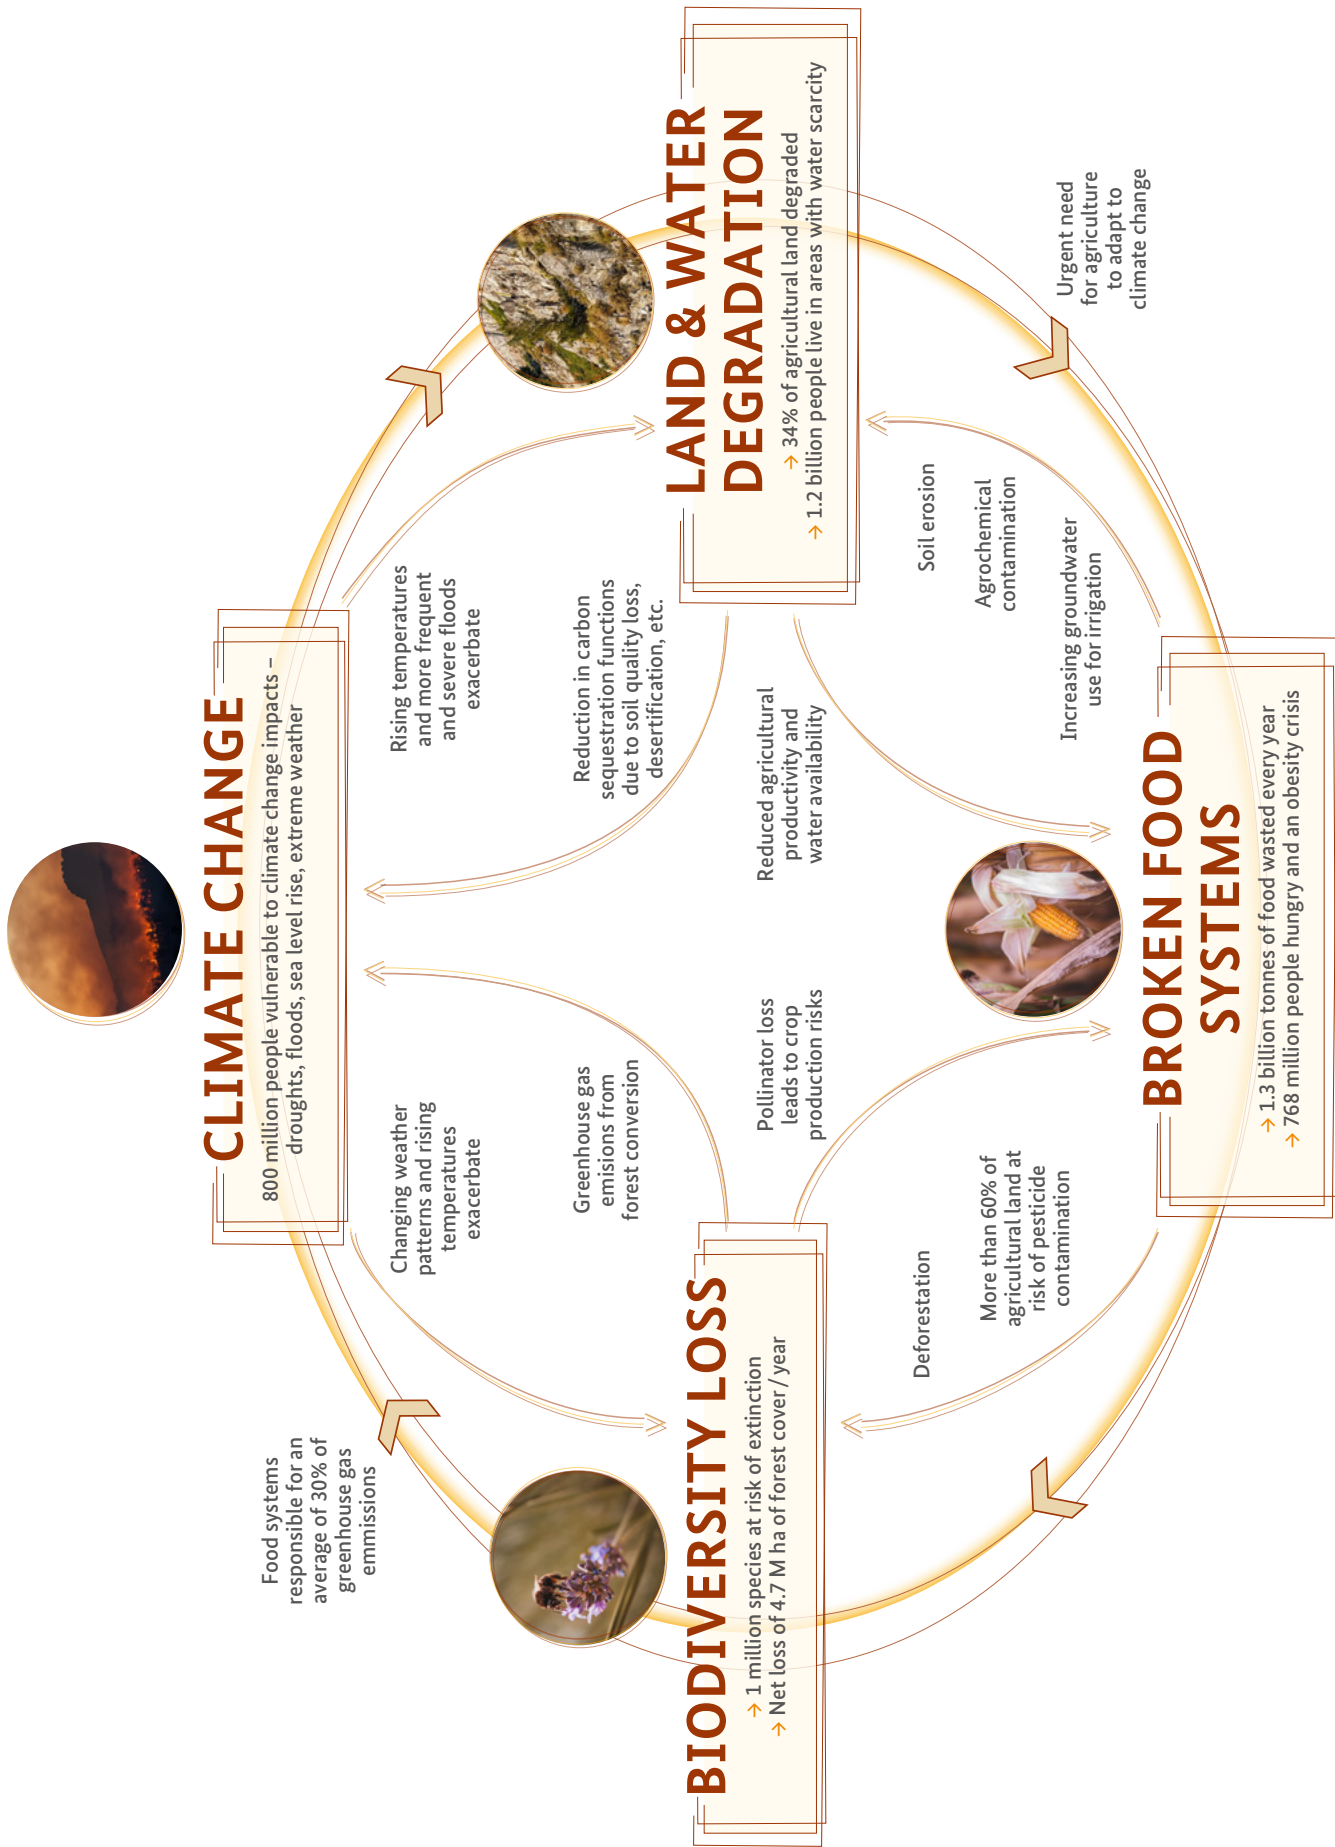 CLIMATE CHANGE
800 million people vulnerable to climate change impacts –
droughts, floods, sea level rise, extreme weather
Food systems
responsible for an
average of 30% of
greenhouse gas
emmissions
Changing weather
patterns and rising
temperatures
exacerbate
Rising temperatures
and more frequent
and severe floods
exacerbate
Greenhouse gas
emisions from
forest conversion
Reduction in carbon
sequestration functions
due to soil quality loss,
desertification, etc.
BIODIVERSITY LOSS
→ 1 million species at risk of extinction
→ Net loss of 4.7 M ha of forest cover / year
LAND & WATER
DEGRADATION
→ 34% of agricultural land degraded
→ 1.2 billion people live in areas with water scarcity
Pollinator loss
leads to crop
production risks
Reduced agricultural
productivity and
water availability
Deforestation
More than 60% of
agricultural land at
risk of pesticide
contamination
Soil erosion
Agrochemical
contamination
Increasing groundwater
use for irrigation
Urgent need
for agriculture
to adapt to
climate change
BROKEN FOOD
SYSTEMS
→ 1.3 billion tonnes of food wasted every year
→ 768 million people hungry and an obesity crisis